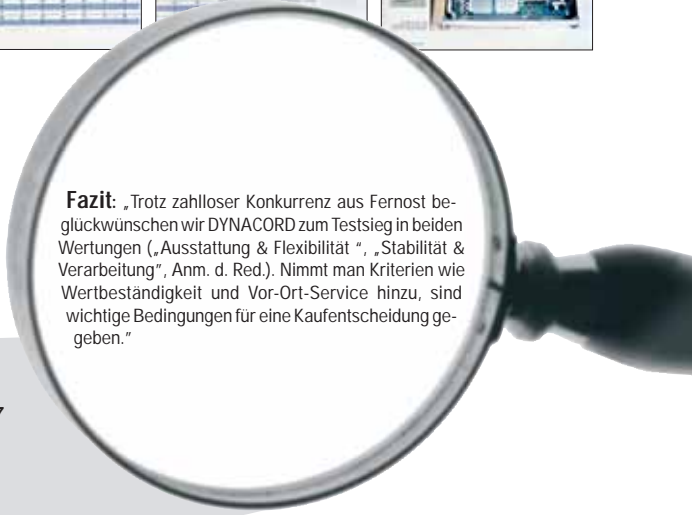 Fazit: „Trotz zahlloser Konkurrenz aus Fernost be-
glückwünschen wir DYNACORD zum Testsieg in beiden
Wertungen („Ausstattung & Flexibilität “, „Stabilität &
Verarbeitung", Anm. d. Red.). Nimmt man Kriterien wie
Wertbeständigkeit und Vor-Ort-Service hinzu, sind
wichtige Bedingungen für eine Kaufentscheidung ge-
geben."